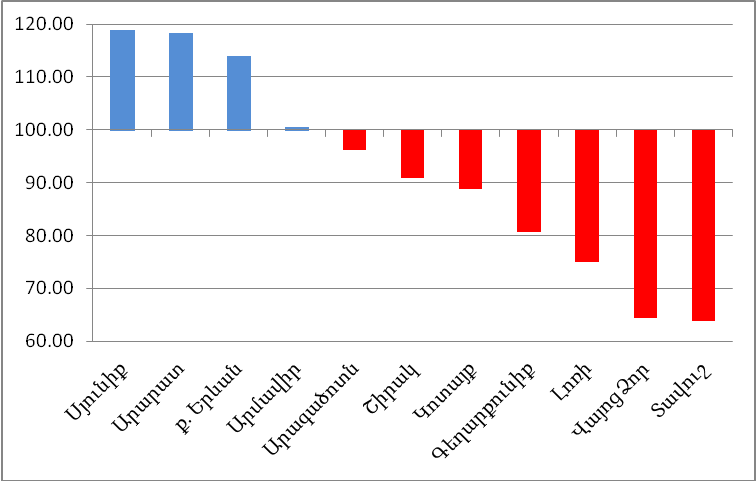 120.00
110.00
100.00
90.00
80.00
70.00
60.00
Սյունիք
Արարատ
ք. Երևան
Արմավիր
Արագածոտն
Շիրակ
Կոտայք
Գեղարքունիք
Լոռի
Վայոց Ձոր
Տավուշ